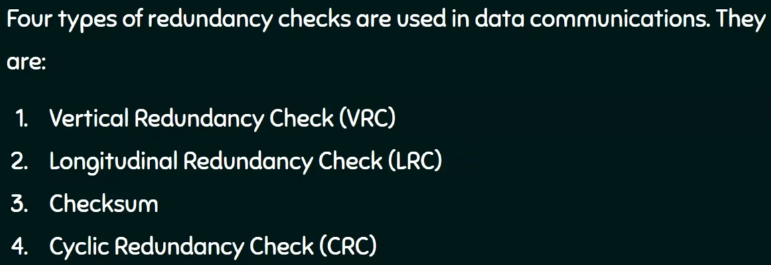 Four types of redundancy checks are used in data communications. They
are:
1. Vertical Redundancy Check (VRC)
2. Longitudinal Redundancy Check (LRC)
3. Checksum
4. Cyclic Redundancy Check (CRC)